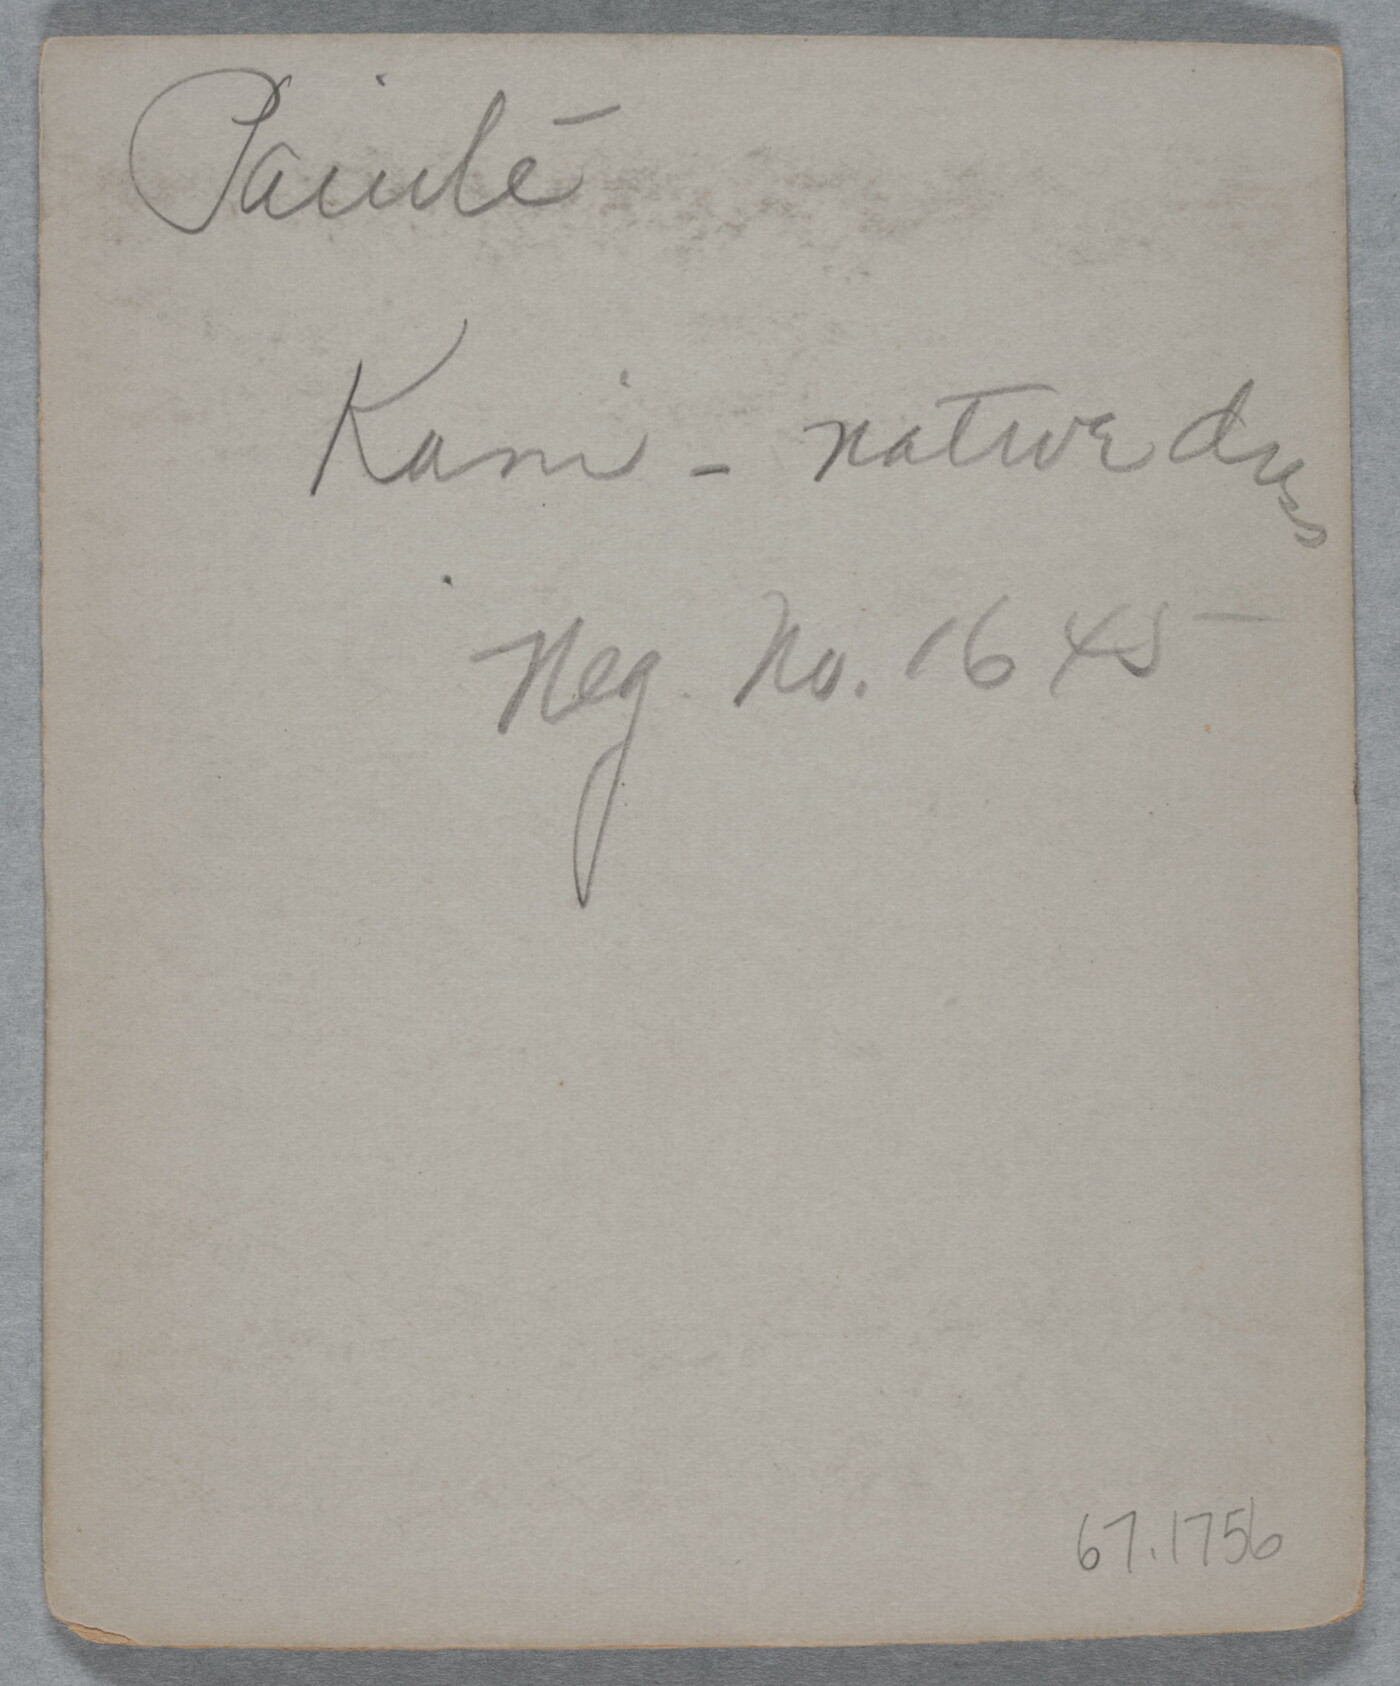 Paiute
Kani - native dress
Neg. No. 1645
67.1756